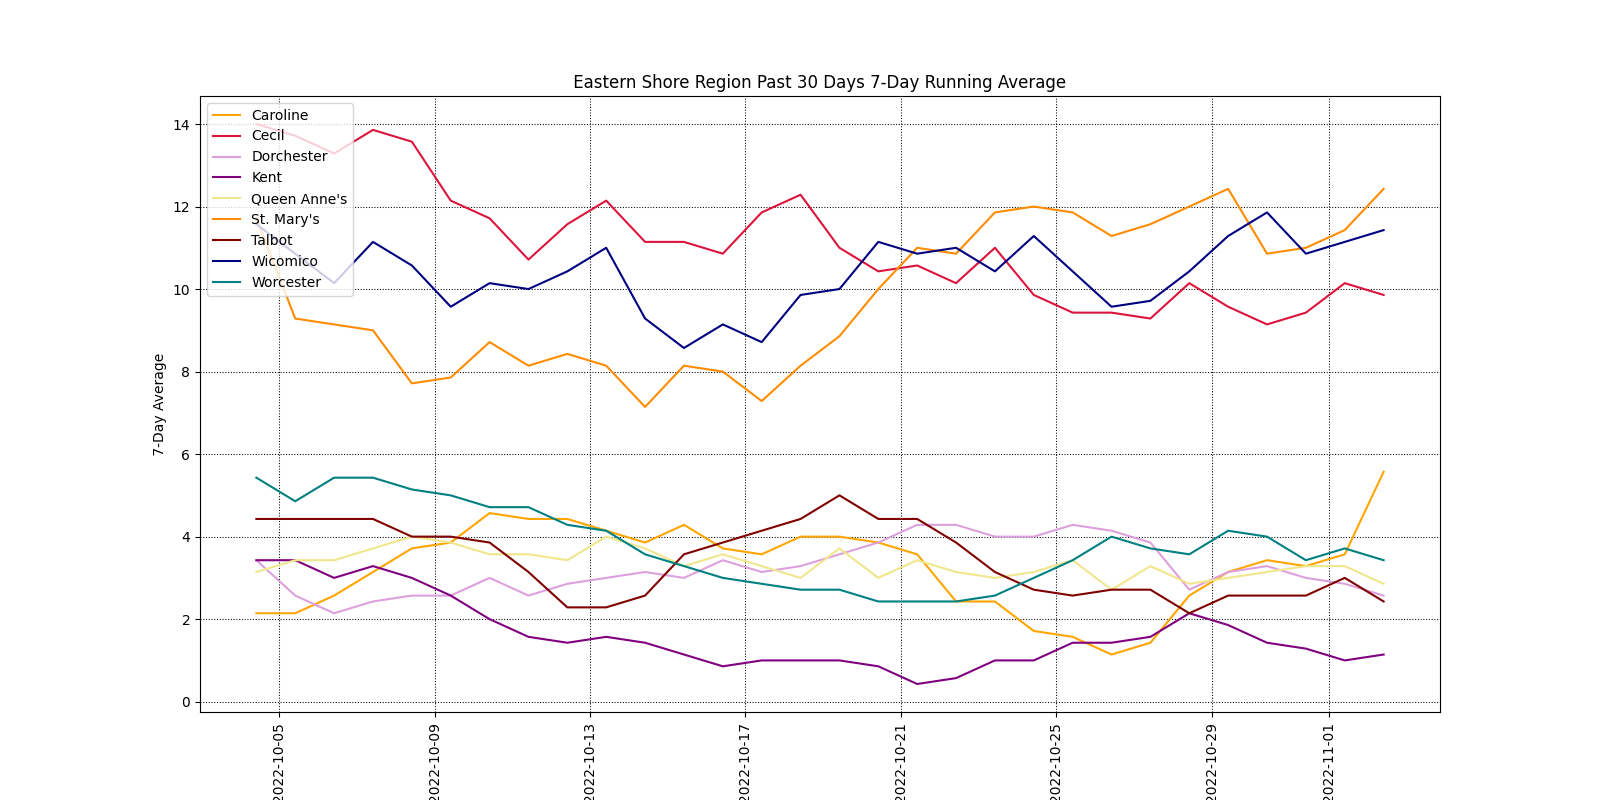 Eastern Shore Region Past 30 Days 7-Day Running Average
Caroline
Cecil
Dorchester
Kent
Queen Anne's
St. Mary's
Talbot
Wicomico
Worcester
7-Day Average
14
12
10
8
6
4
2
0
2022-10-05
2022-10-09
2022-10-13
2022-10-17
2022-10-21
2022-10-25
2022-10-29
2022-11-01